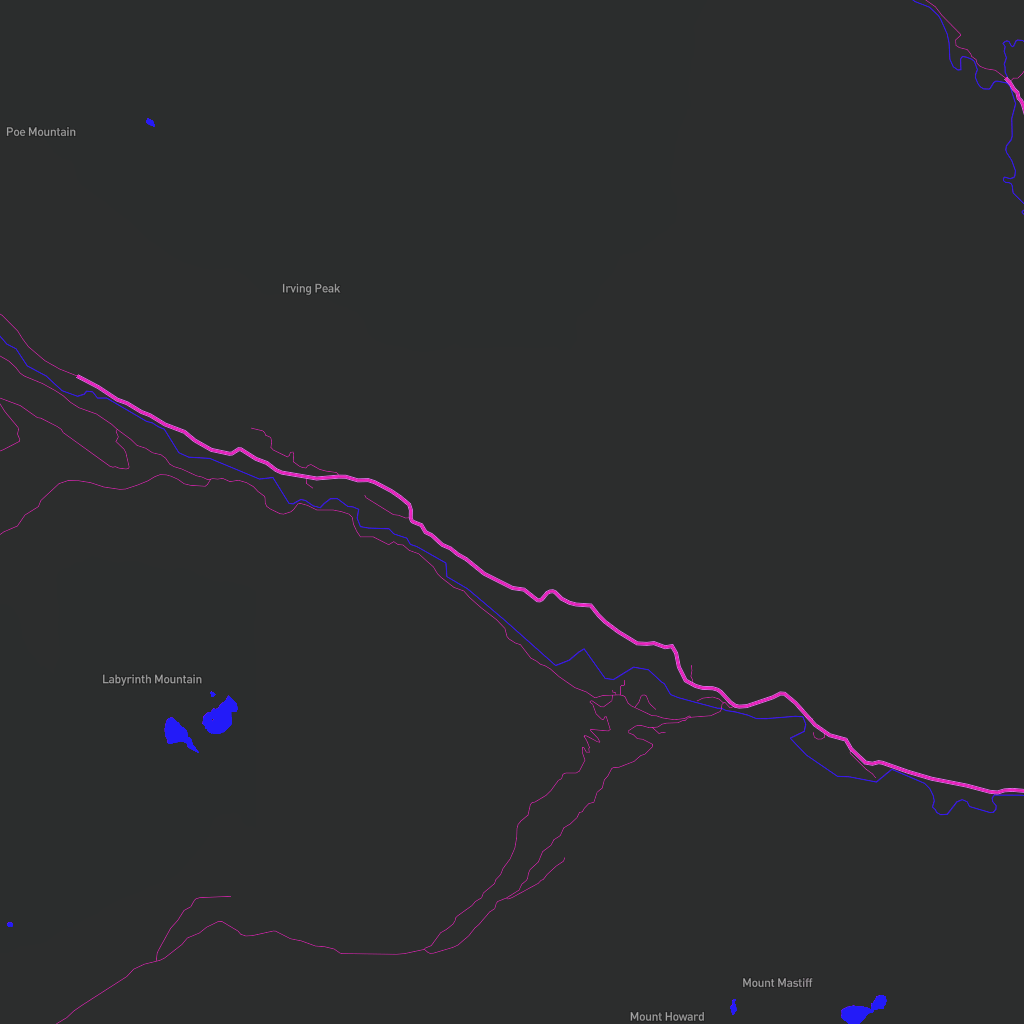 Poe Mountain
Irving Peak
Labyrinth Mountain
Mount Mastiff
Mount Howard